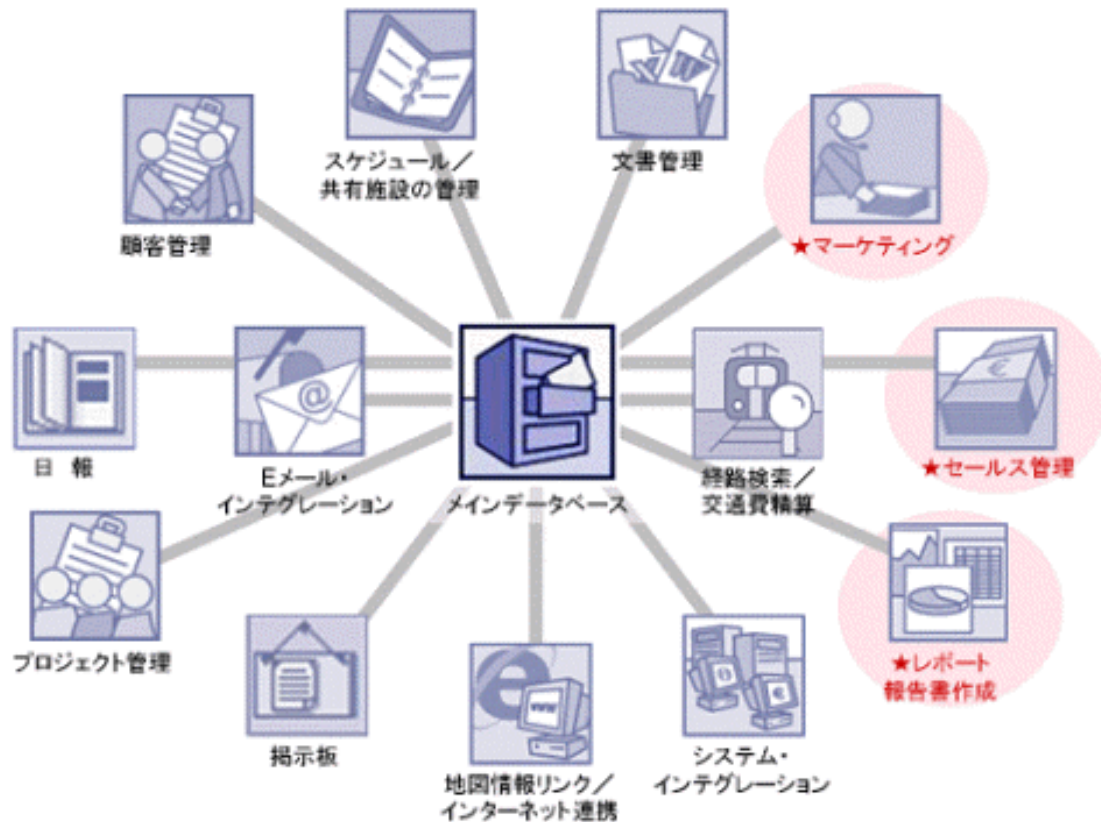 スケジュール／
共有施設の管理
文書管理
顧客管理
★マーケティング
日 報
Eメール・
インテグレーション
メインデータベース
経路検索／
交通費精算
★セールス管理
プロジェクト管理
★レポート
報告書作成
掲示板
地図情報リンク／
インターネット連携
システム・
インテグレーション
X
W
@
€
e
www
€